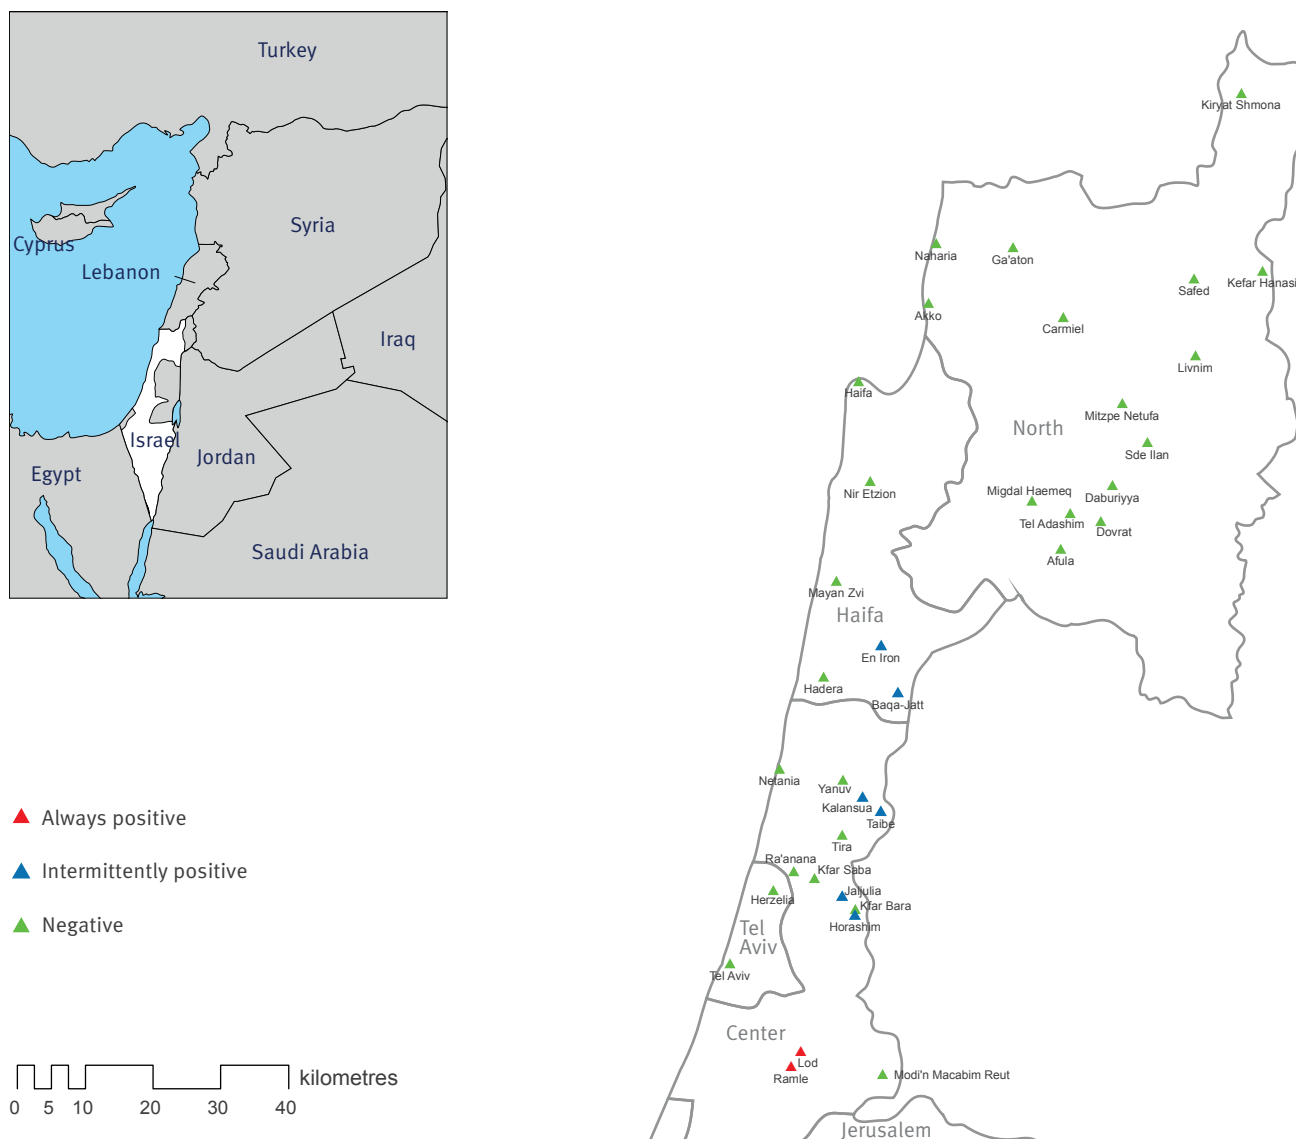 Turkey
Syria
Cyprus
Lebanon
Iraq
Israel
Jordan
Egypt
Saudi Arabia
Always positive
Intermittently positive
Negative
kilometres
0 5 10 20 30 40
Kiryat Shmona
Naharia
Ga'aton
Safed
Kefar Hanasi
Akko
Carmiel
Livnim
Haifa
Mitzpe Netufa
North
Sde Ilan
Nir Etzion
Migdal Haemeq
Daburiyya
Tel Adashim
Dovrat
Afula
Mayan Zvi
Haifa
En Iron
Hadera
Baqa-Jatt
Netania
Yanuv
Kalansua
Taibe
Tira
Ra'anana
Kfar Saba
Herzelia
Jaljulia
Kfar Bara
Horashim
Tel
Aviv
Tel Aviv
Center
Lod
Ramle
Modi'n Macabim Reut
Jerusalem